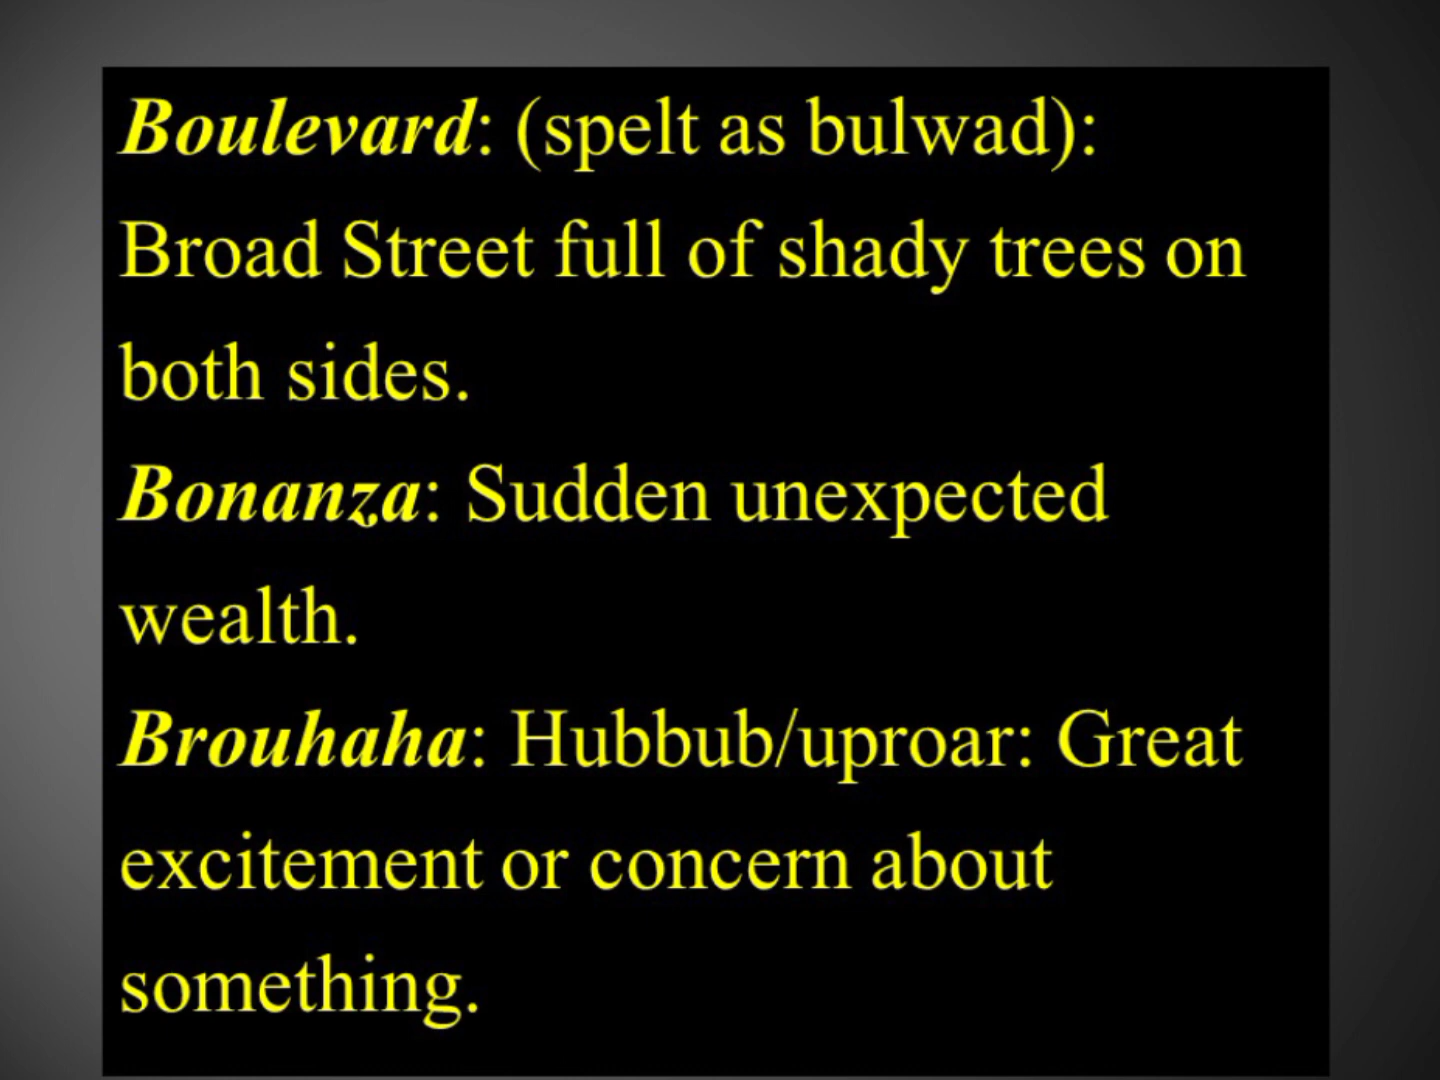 Boulevard: (spelt as bulwad):
Broad Street full of shady trees on
both sides.
Bonanza: Sudden unexpected
wealth.
Brouhaha: Hubbub/uproar: Great
excitement or concern about
something.